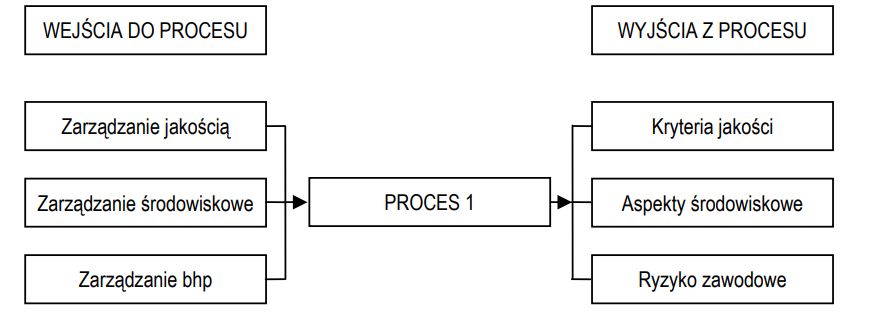 WEJŚCIA DO PROCESU
WYJŚCIA Z PROCESU
Zarządzanie jakością
Kryteria jakości
Zarządzanie środowiskowe
PROCES 1
Aspekty środowiskowe
Zarządzanie bhp
Ryzyko zawodowe